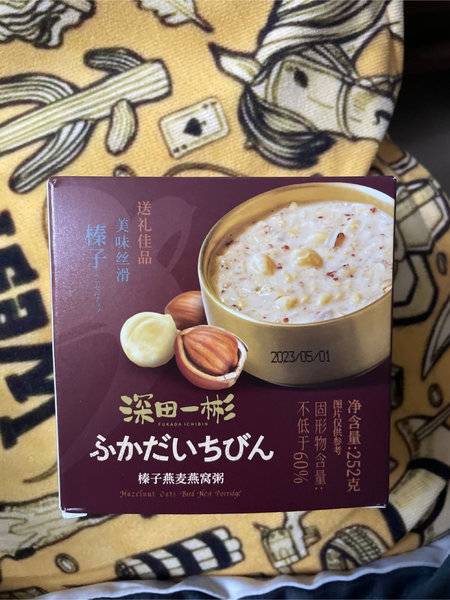 送礼佳品
美味丝滑
榛子
2023/05/01
深田一彬
FUKADA ICHIBIN
ふかだいちびん
榛子燕麦燕窝粥
Hazelnut Oats Bird Nest Porridge
净含量:252克
图片仅供参考
固形物含量:
不低于60%